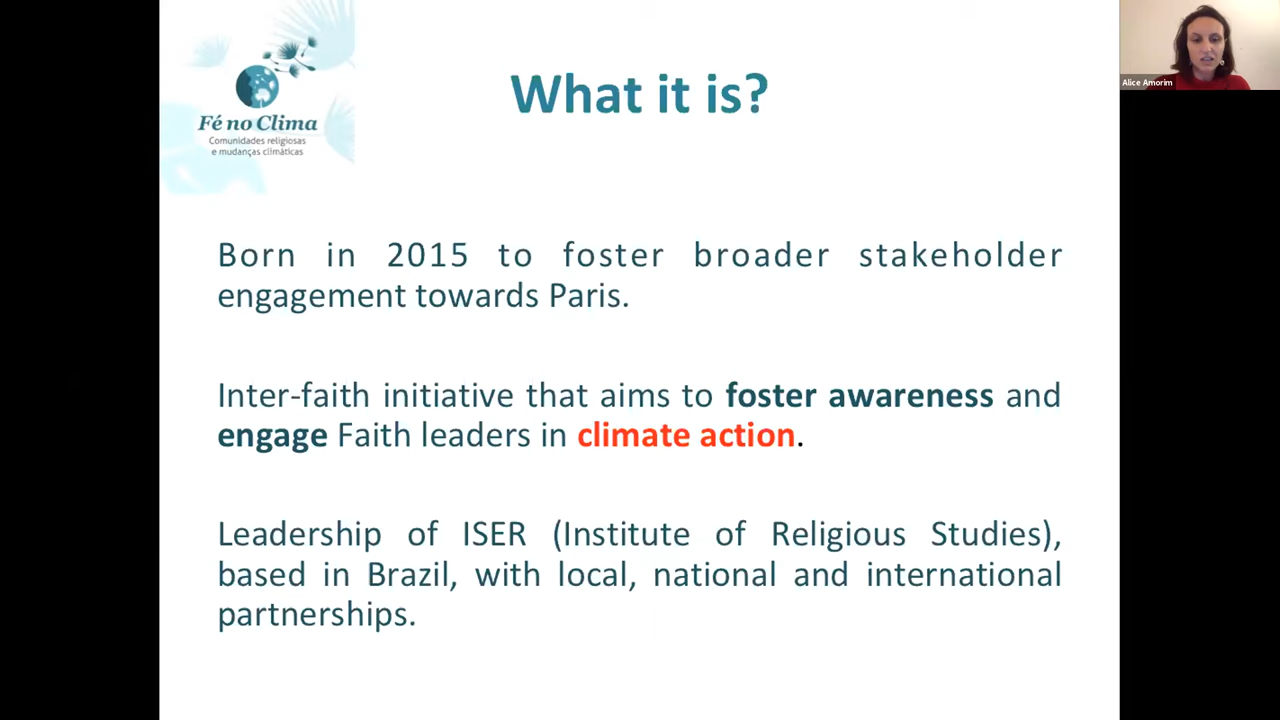 Fé no Clima
Comunidades religiosas
e mudanças climáticas
What it is?
Alice Amorim
Born in 2015 to foster broader stakeholder
engagement towards Paris.
Inter-faith initiative that aims to foster awareness and
engage Faith leaders in climate action.
Leadership of ISER (Institute of Religious Studies),
based in Brazil, with local, national and international
partnerships.